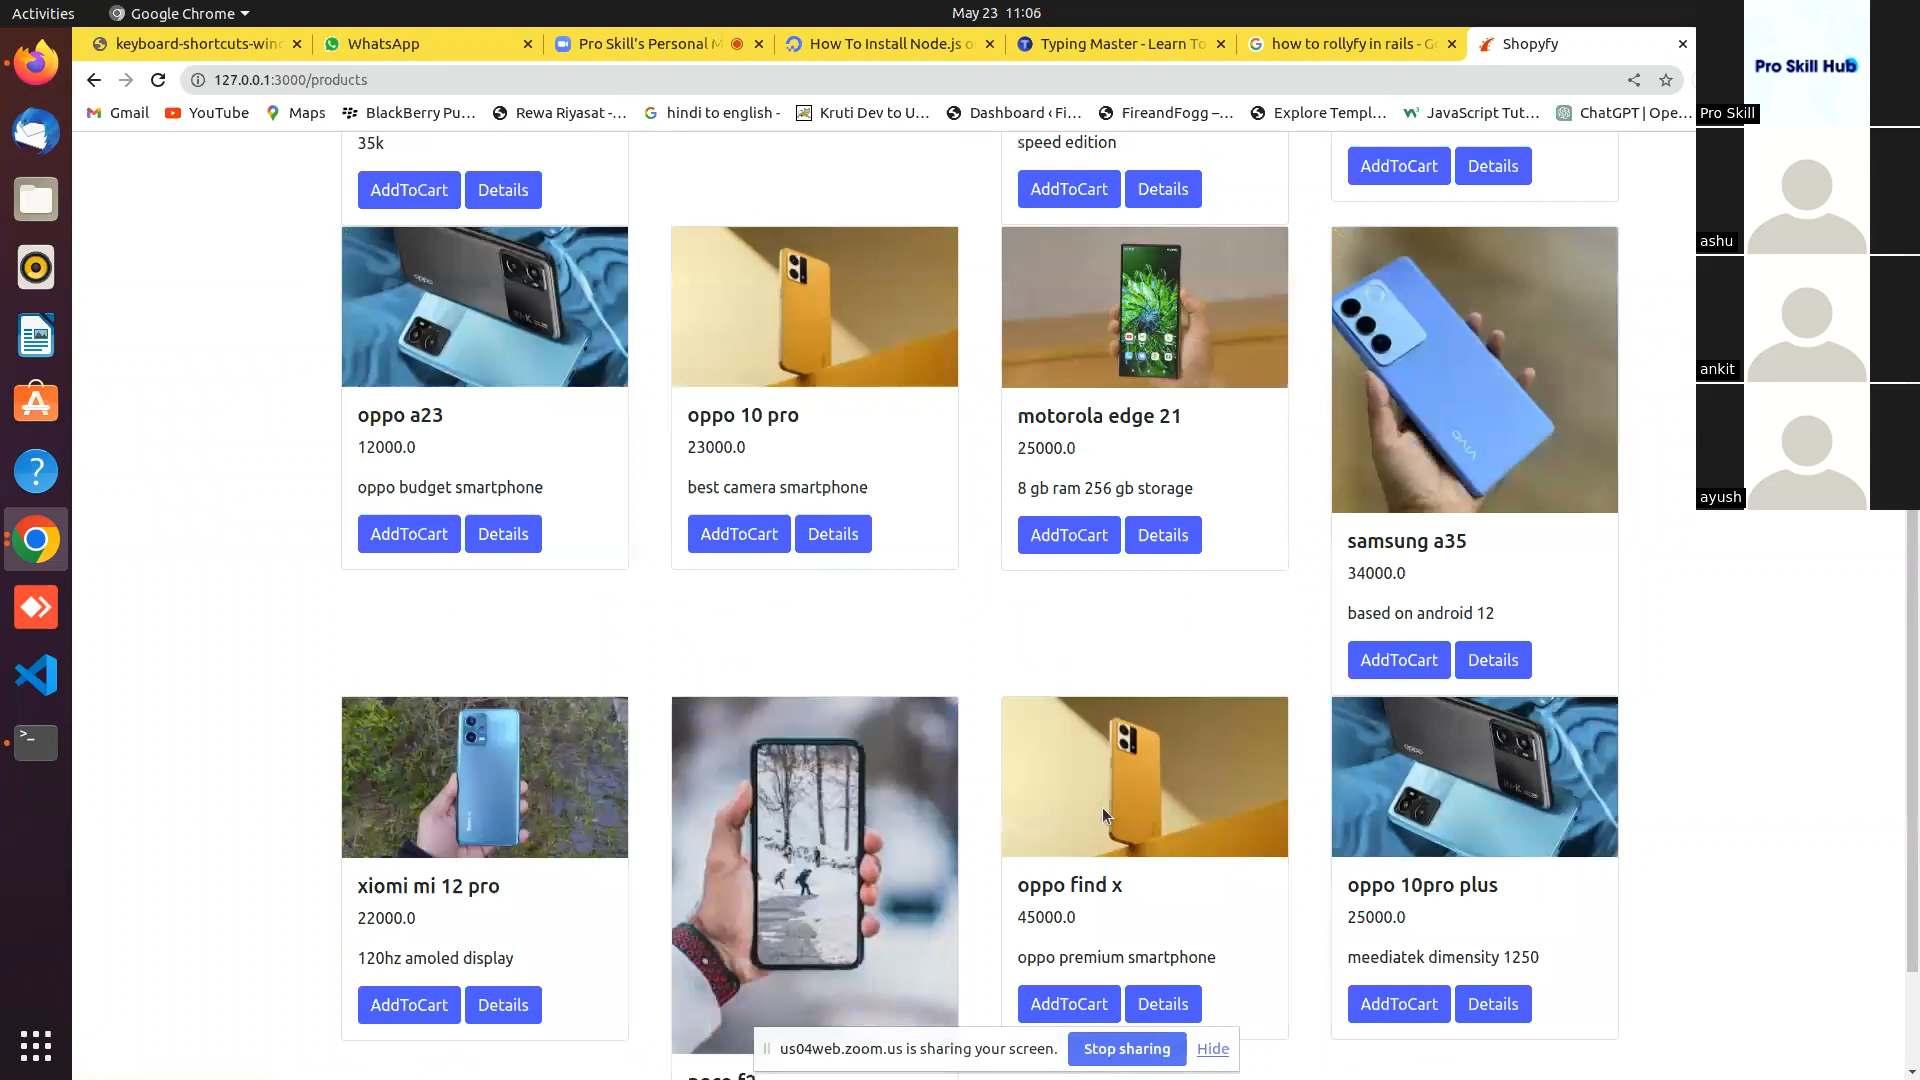 Activities
Google Chrome
May 23 11:06
keyboard-shortcuts-win
WhatsApp
Pro Skill's Personal M
How To Install Node.js o
Typing Master - Learn To
how to rollyfy in rails - Go
Shopyfy
127.0.0.1:3000/products
Gmail
YouTube
Maps
BlackBerry Pu...
Rewa Riyasat -...
hindi to english -
Kruti Dev to U...
Dashboard ‹ Fi...
FireandFogg –...
Explore Templ...
JavaScript Tut...
ChatGPT | Ope...
Pro Skill Hub
Pro Skill
ashu
ankit
ayush
35k
AddToCart Details
speed edition
AddToCart Details
AddToCart Details
oppo a23
12000.0
oppo budget smartphone
AddToCart Details
oppo 10 pro
23000.0
best camera smartphone
AddToCart Details
motorola edge 21
25000.0
8 gb ram 256 gb storage
AddToCart Details
vivo
samsung a35
34000.0
based on android 12
AddToCart Details
xiomi mi 12 pro
22000.0
120hz amoled display
AddToCart Details
oppo find x
45000.0
oppo premium smartphone
AddToCart Details
oppo
oppo 10pro plus
25000.0
meediatek dimensity 1250
AddToCart Details
us04web.zoom.us is sharing your screen.
Stop sharing
Hide